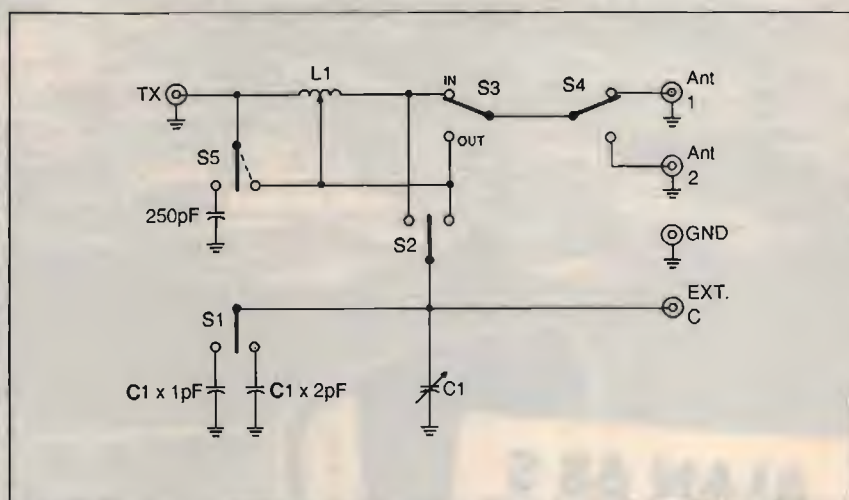 L1
IN
S3
S4
Ant
1
TX
OUT
S5
Ant
2
250pF
S2
GND
S1
EXT.
C
C1 x 1pF
C1 x 2pF
C1